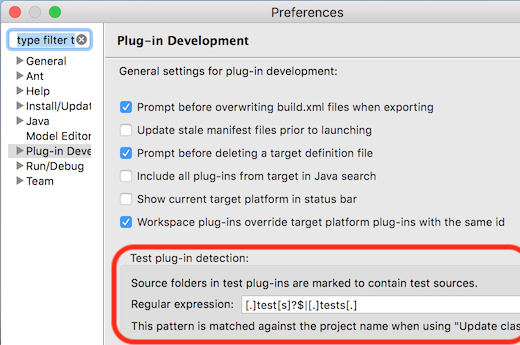 Preferences
type filter t
Plug-in Development
General
Ant
Help
Install/Updat
Java
Model Editor
Plug-in Deve
Run/Debug
Team
General settings for plug-in development:
Prompt before overwriting build.xml files when exporting
Update stale manifest files prior to launching
Prompt before deleting a target definition file
Include all plug-ins from target in Java search
Show current target platform in status bar
Workspace plug-ins override target platform plug-ins with the same id
Test plug-in detection:
Source folders in test plug-ins are marked to contain test sources.
Regular expression: [.]test[s]?$|[.]tests[.]
This pattern is matched against the project name when using "Update clas